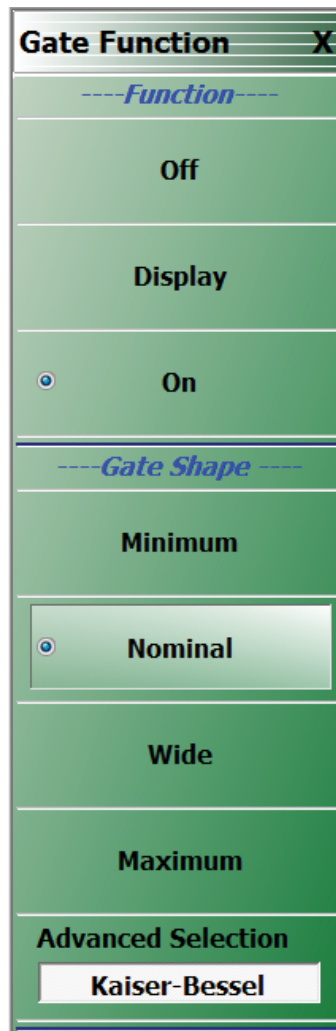 Gate Function X
----Function----
Off
Display
On
----Gate Shape ----
Minimum
Nominal
Wide
Maximum
Advanced Selection
Kaiser-Bessel